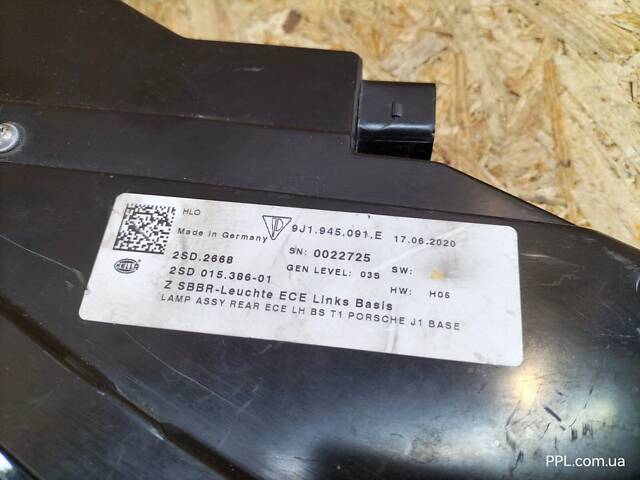 HLO
Made in Germany
9J1.945.091.E 17.06.2020
2SD.2668
SN: 0022725
2SD 015.386-01
GEN LEVEL: 03S SW:
HELLA
HW: H06
Z SBBR-Leuchte ECE Links Basis
LAMP ASSY REAR ECE LH BS T1 PORSCHE J1 BASE
PPL.com.ua